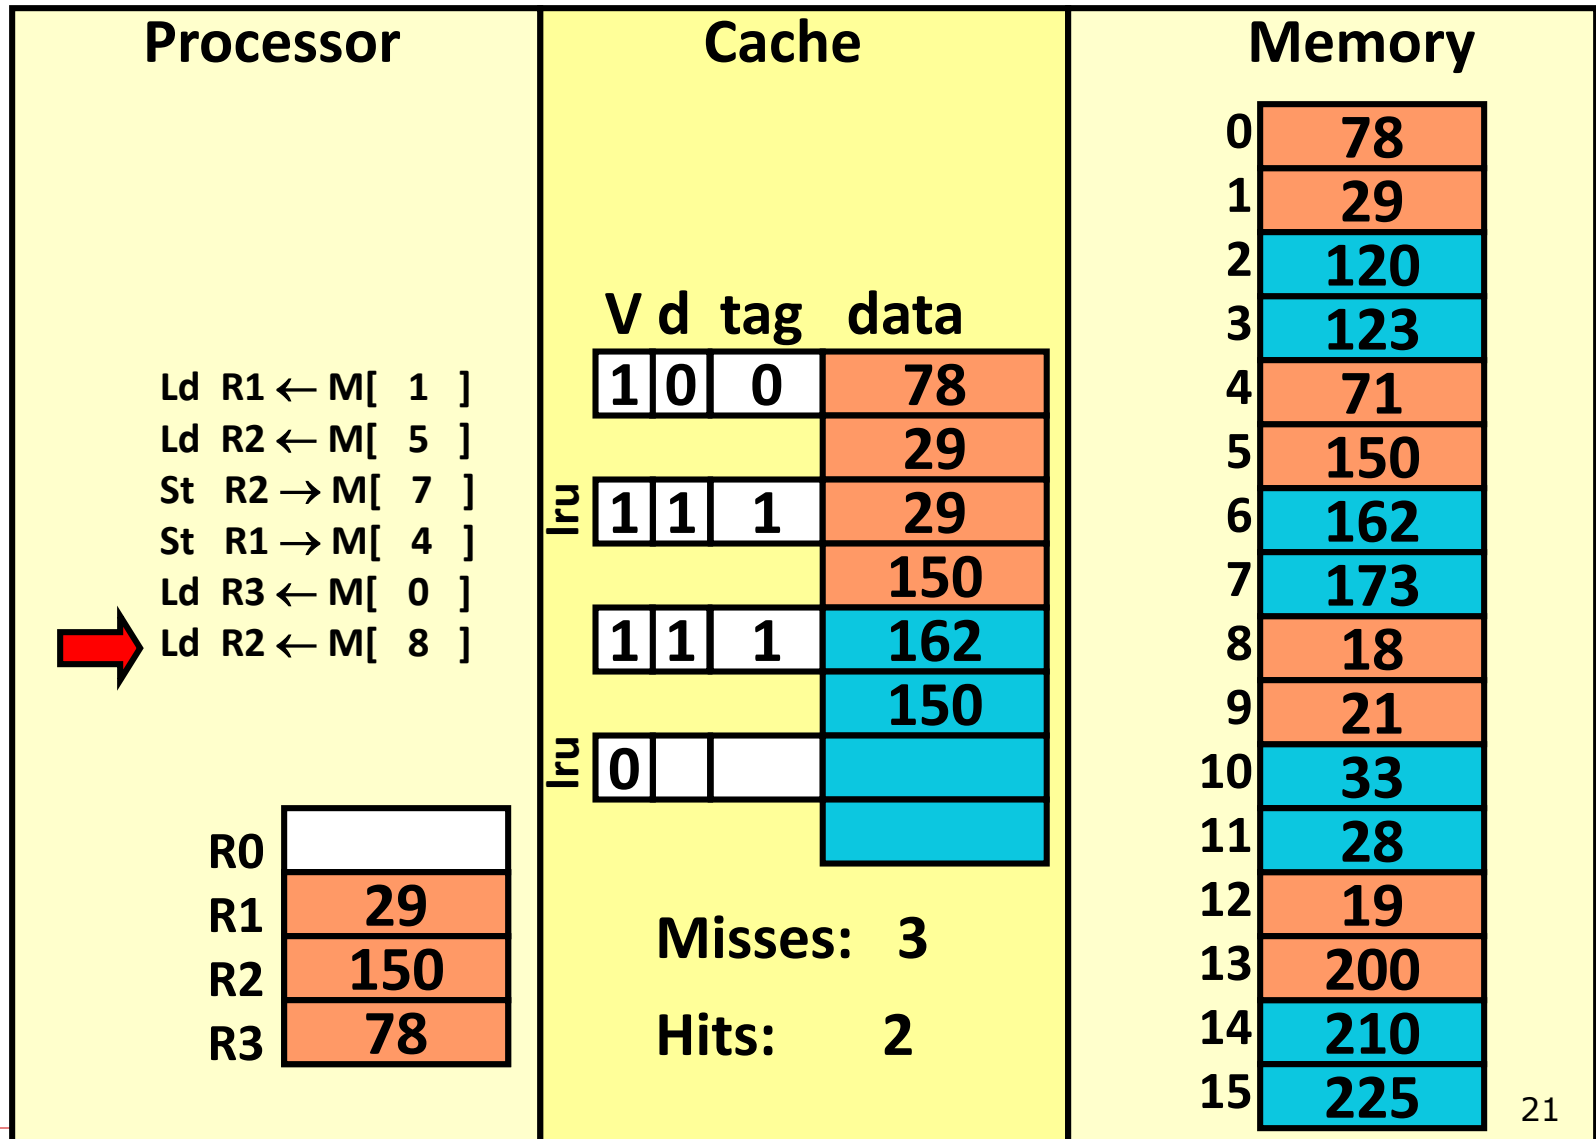 Processor
Ld R1 ← M[ 1 ]
Ld R2 ← M[ 5 ]
St R2 → M[ 7 ]
St R1 → M[ 4 ]
Ld R3 ← M[ 0 ]
Ld R2 ← M[ 8 ]
R0
R1 29
R2 150
R3 78
Cache
V d tag data
1 0 0 78
29
lru 1 1 1 29
150
1 1 1 162
150
lru 0
Misses: 3
Hits: 2
Memory
0 78
1 29
2 120
3 123
4 71
5 150
6 162
7 173
8 18
9 21
10 33
11 28
12 19
13 200
14 210
15 225
21